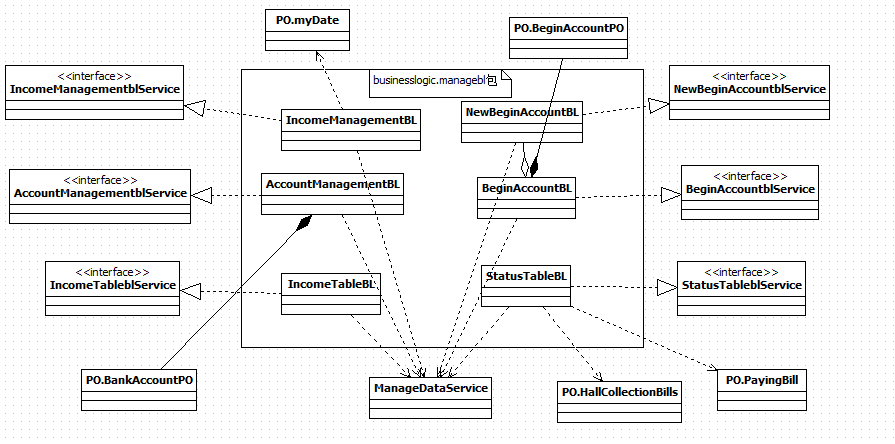 PO.myDate
PO.BeginAccountPO
businesslogic.managebl包
<<interface>>
IncomeManagementblService
<<interface>>
NewBeginAccountblService
IncomeManagementBL
NewBeginAccountBL
<<interface>>
AccountManagementblService
AccountManagementBL
BeginAccountBL
<<interface>>
BeginAccountblService
<<interface>>
IncomeTableblService
IncomeTableBL
StatusTableBL
<<interface>>
StatusTableblService
PO.BankAccountPO
ManageDataService
PO.HallCollectionBills
PO.PayingBill